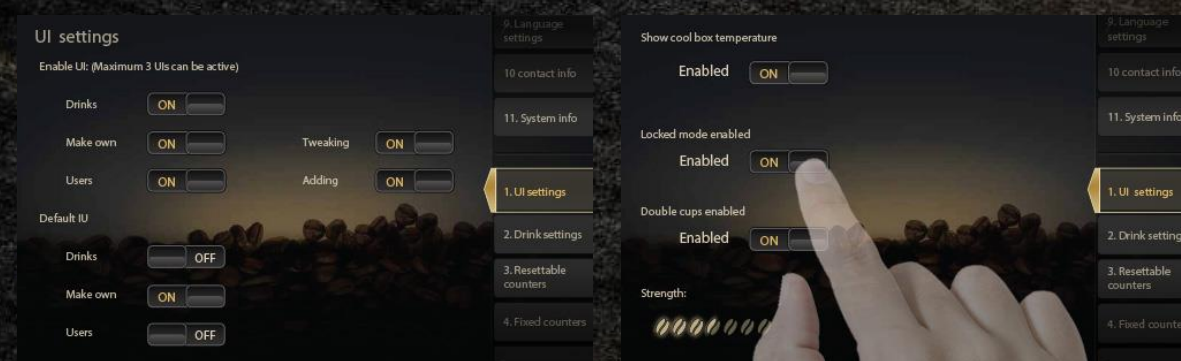 UI settings
Enable UI: (Maximum 3 UIs can be active)
Drinks ON
Make own ON Tweaking ON
Users ON Adding ON
Default IU
Drinks OFF
Make own ON
Users OFF
9. Language
settings
10 contact info
11. System info
1. UI settings
2. Drink settings
3. Resettable
counters
4. Fixed counters
Show cool box temperature
Enabled ON
Locked mode enabled
Enabled ON
Double cups enabled
Enabled ON
Strength:
9. Language
settings
10 contact info
11. System info
1. UI settings
2. Drink setting
3. Resettable
counters
4. Fixed counte